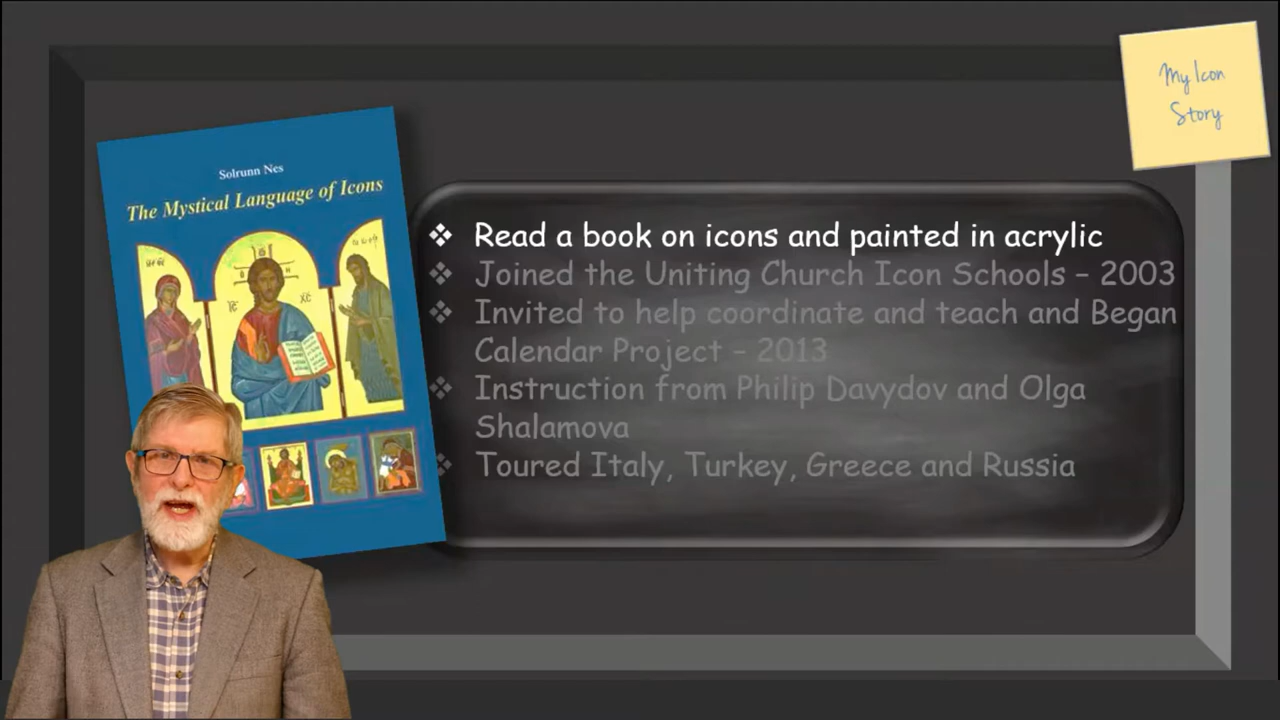 My Icon
Story
Solrunn Nes
The Mystical Language of Icons
❖ Read a book on icons and painted in acrylic
❖ Joined the Uniting Church Icon Schools – 2003
❖ Invited to help coordinate and teach and Began
Calendar Project – 2013
❖ Instruction from Philip Davydov and Olga
Shalamova
❖ Toured Italy, Turkey, Greece and Russia